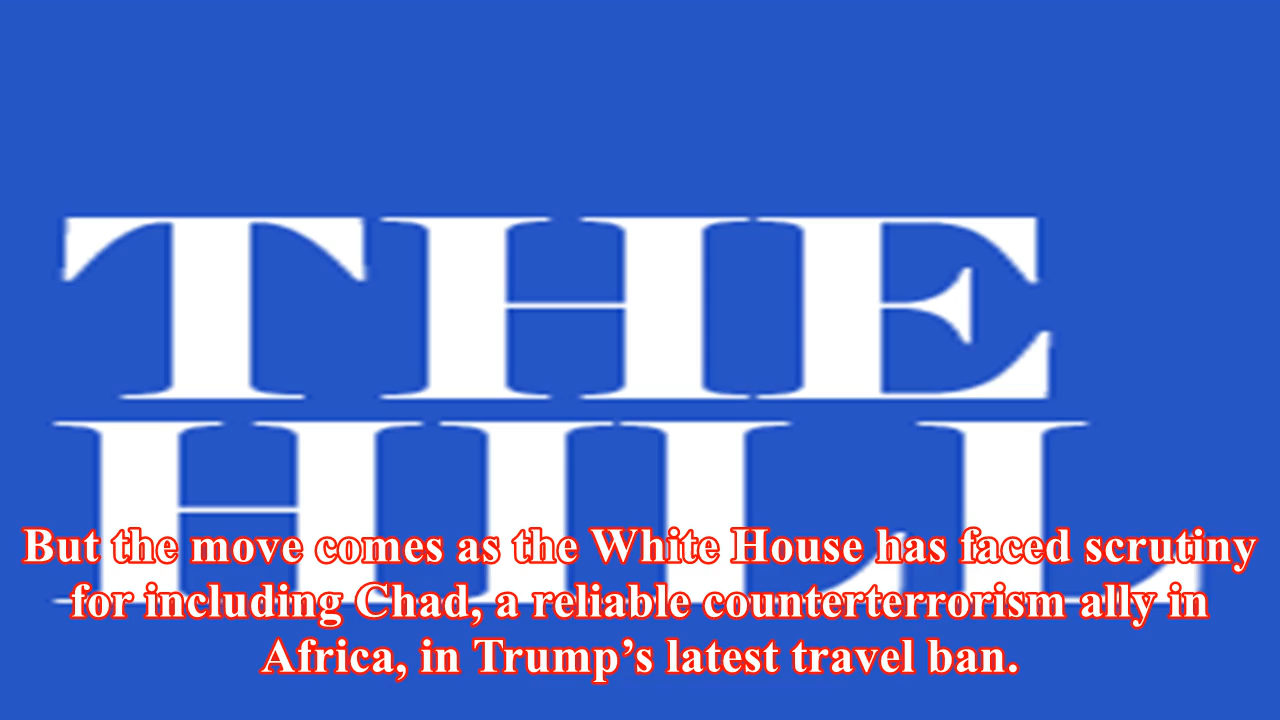 THE
HILL
But the move comes as the White House has faced scrutiny
for including Chad, a reliable counterterrorism ally in
Africa, in Trump’s latest travel ban.